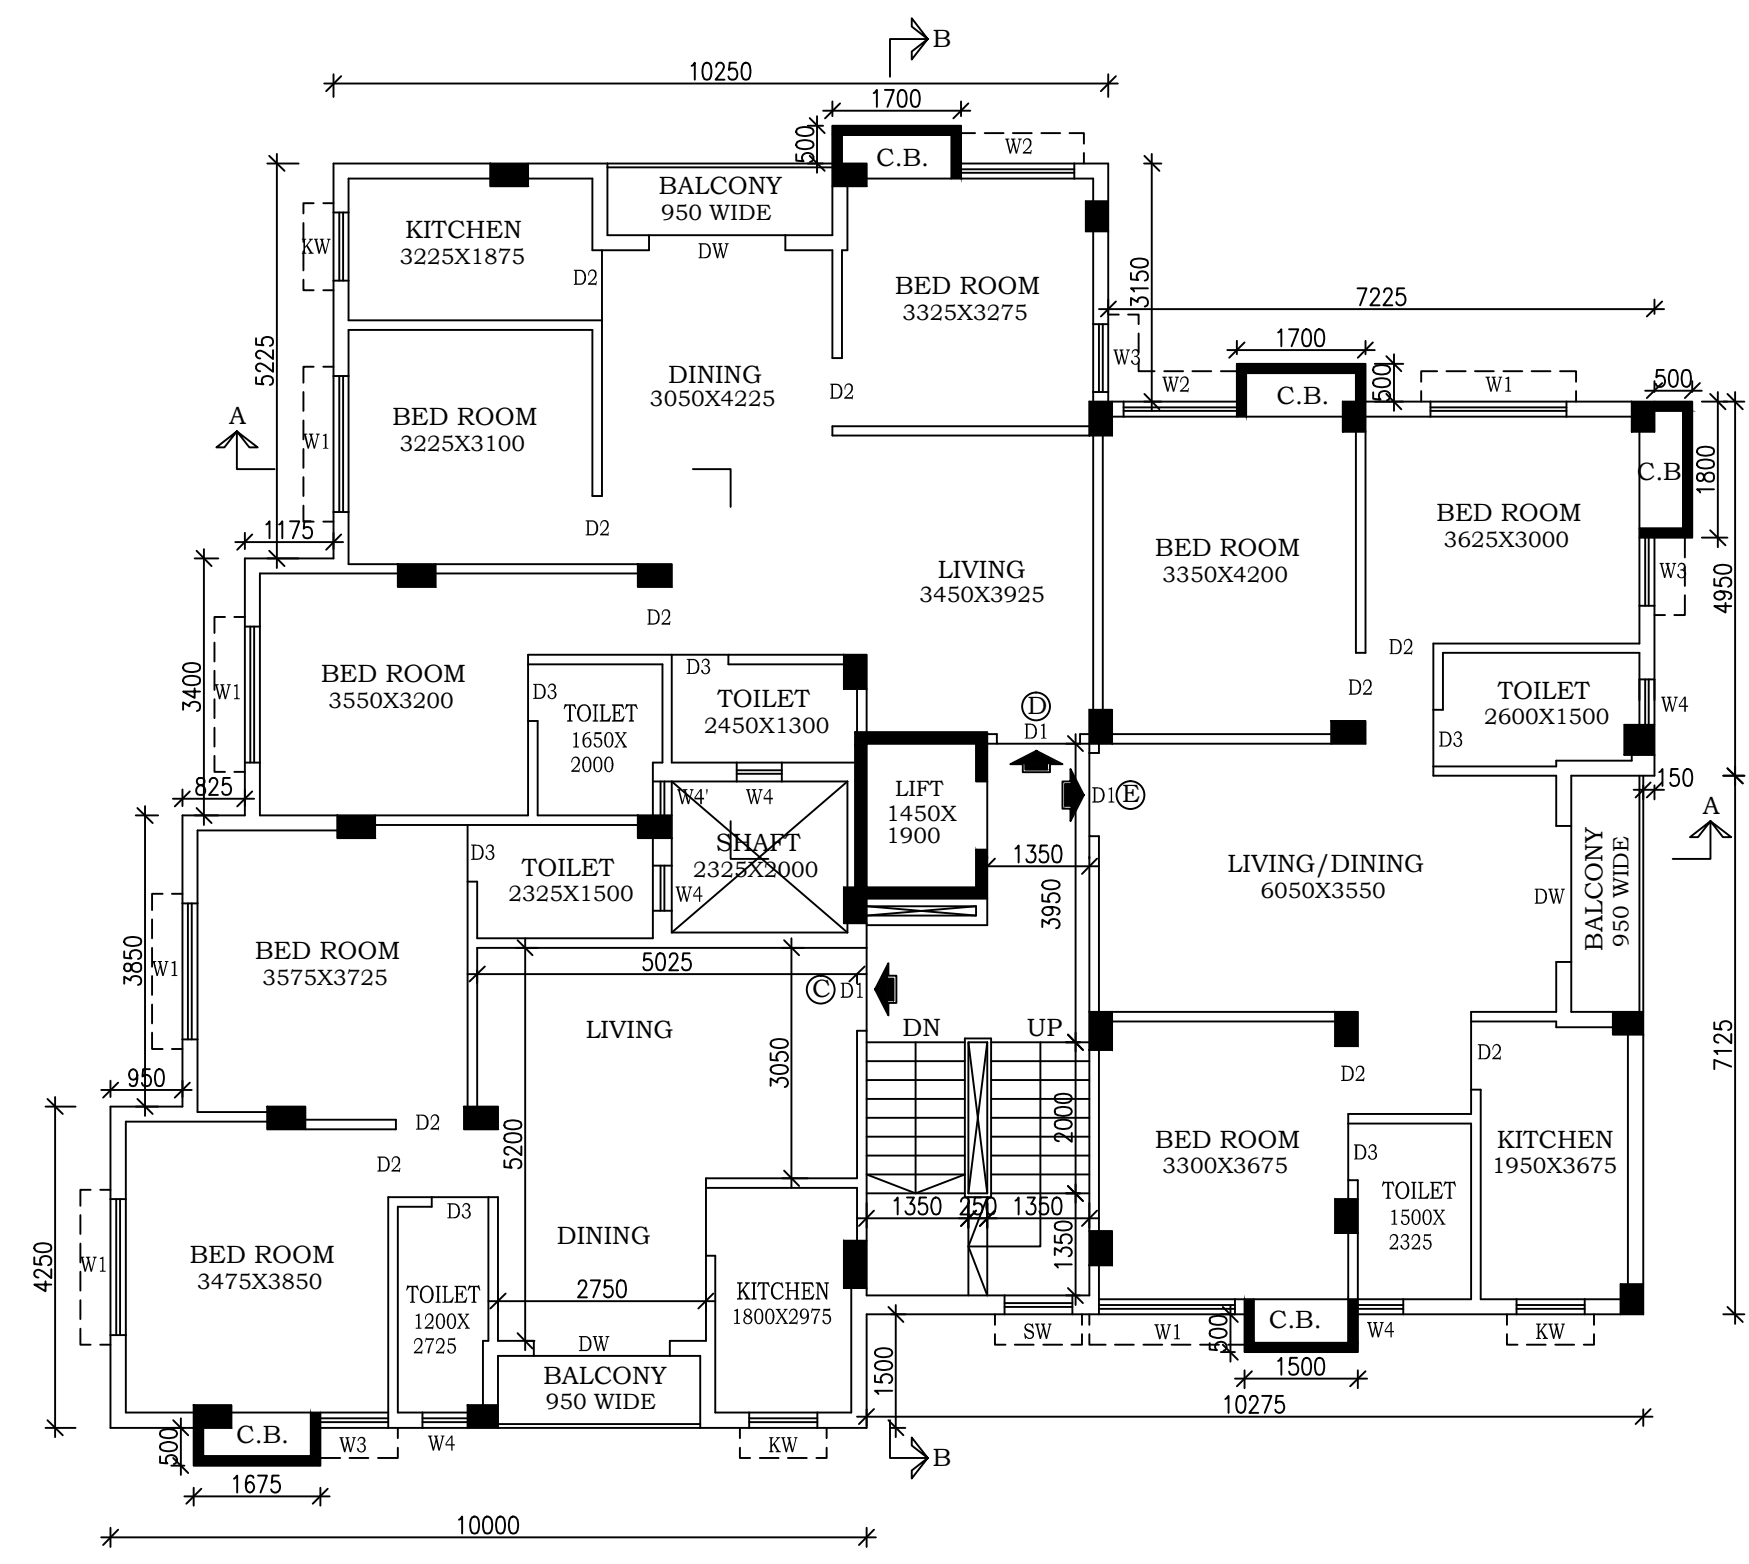 B
10250
1700
500
C.B.
W2
BALCONY
950 WIDE
KITCHEN
3225X1875
KW
DW
D2
BED ROOM
3325X3275
3150
7225
5225
W3
1700
W2
500
C.B.
W1
500
DINING
3050X4225
D2
A
BED ROOM
3225X3100
W1
C.B
1800
1175
D2
BED ROOM
3625X3000
BED ROOM
3350X4200
LIVING
3450X3925
W3
4950
D2
D2
3400
BED ROOM
3550X3200
W1
D3
D3
TOILET
1650X
2000
TOILET
2450X1300
D2
TOILET
2600X1500
W4
D3
D
D1
825
W4'
W4
LIFT
1450X
1900
D1
E
150
A
SHAFT
2325X2000
D3
TOILET
2325X1500
W4
1350
LIVING/DINING
6050X3550
DW
BALCONY
950 WIDE
3950
3850
W1
BED ROOM
3575X3725
5025
C
D1
LIVING
3050
DN
UP
7125
950
D2
D2
D2
D2
5200
2000
BED ROOM
3300X3675
D3
KITCHEN
1950X3675
TOILET
1500X
2325
D3
1350
250
1350
1350
DINING
4250
W1
BED ROOM
3475X3850
TOILET
1200X
2725
2750
KITCHEN
1800X2975
DW
BALCONY
950 WIDE
SW
W1
500
C.B.
W4
KW
1500
1500
10275
500
C.B.
W3
W4
KW
B
1675
10000